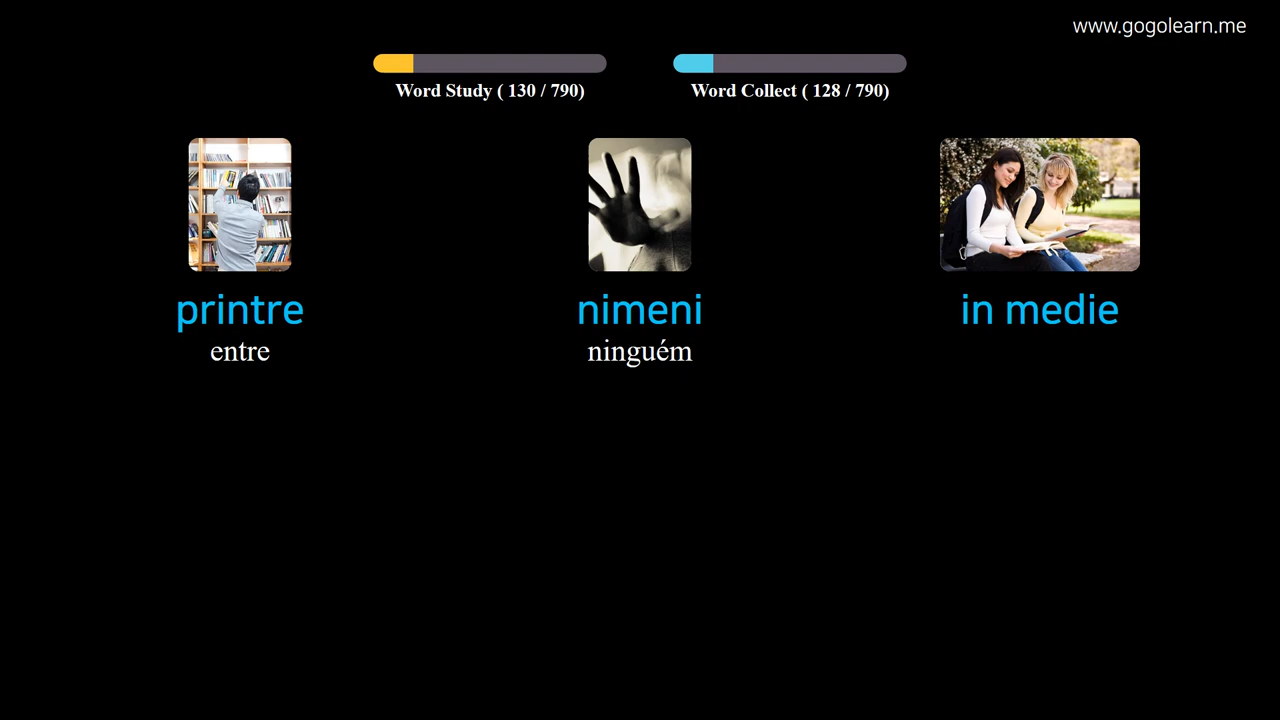 www.gogolearn.me
Word Study ( 130 / 790)
Word Collect ( 128 / 790)
printre
entre
nimeni
ninguém
in medie